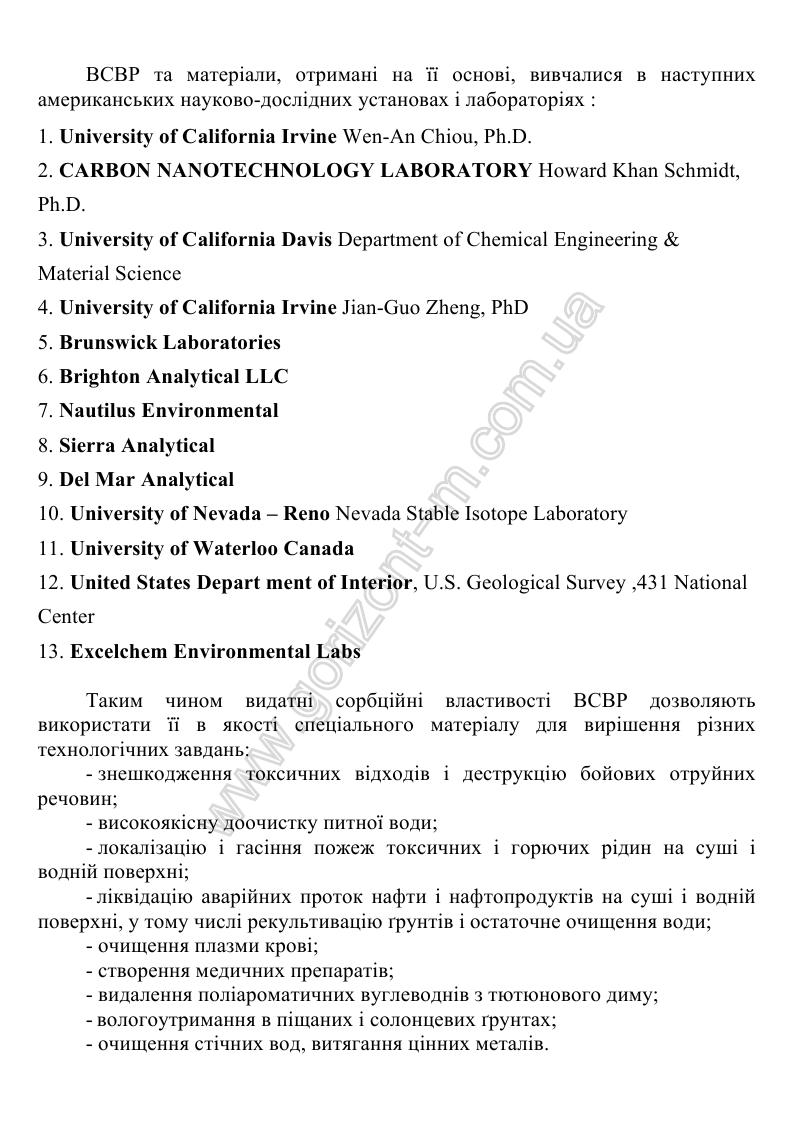 ВСВР та матеріали, отримані на її основі, вивчалися в наступних
американських науково-дослідних установах і лабораторіях :
1. University of California Irvine Wen-An Chiou, Ph.D.
2. CARBON NANOTECHNOLOGY LABORATORY Howard Khan Schmidt,
Ph.D.
3. University of California Davis Department of Chemical Engineering &
Material Science
4. University of California Irvine Jian-Guo Zheng, PhD
5. Brunswick Laboratories
6. Brighton Analytical LLC
7. Nautilus Environmental
8. Sierra Analytical
9. Del Mar Analytical
10. University of Nevada – Reno Nevada Stable Isotope Laboratory
11. University of Waterloo Canada
12. United States Depart ment of Interior, U.S. Geological Survey ,431 National
Center
13. Excelchem Environmental Labs
Таким чином видатні сорбційні властивості ВСВР дозволяють
використати її в якості спеціального матеріалу для вирішення різних
технологічних завдань:
- знешкодження токсичних відходів і деструкцію бойових отруйних
речовин;
- високоякісну доочистку питної води;
- локалізацію і гасіння пожеж токсичних і горючих рідин на суші і
водній поверхні;
- ліквідацію аварійних проток нафти і нафтопродуктів на суші і водній
поверхні, у тому числі рекультивацію ґрунтів і остаточне очищення води;
- очищення плазми крові;
- створення медичних препаратів;
- видалення поліароматичних вуглеводнів з тютюнового диму;
- вологоутримання в піщаних і солонцевих ґрунтах;
- очищення стічних вод, витягання цінних металів.
www.gorizont-m.com.ua